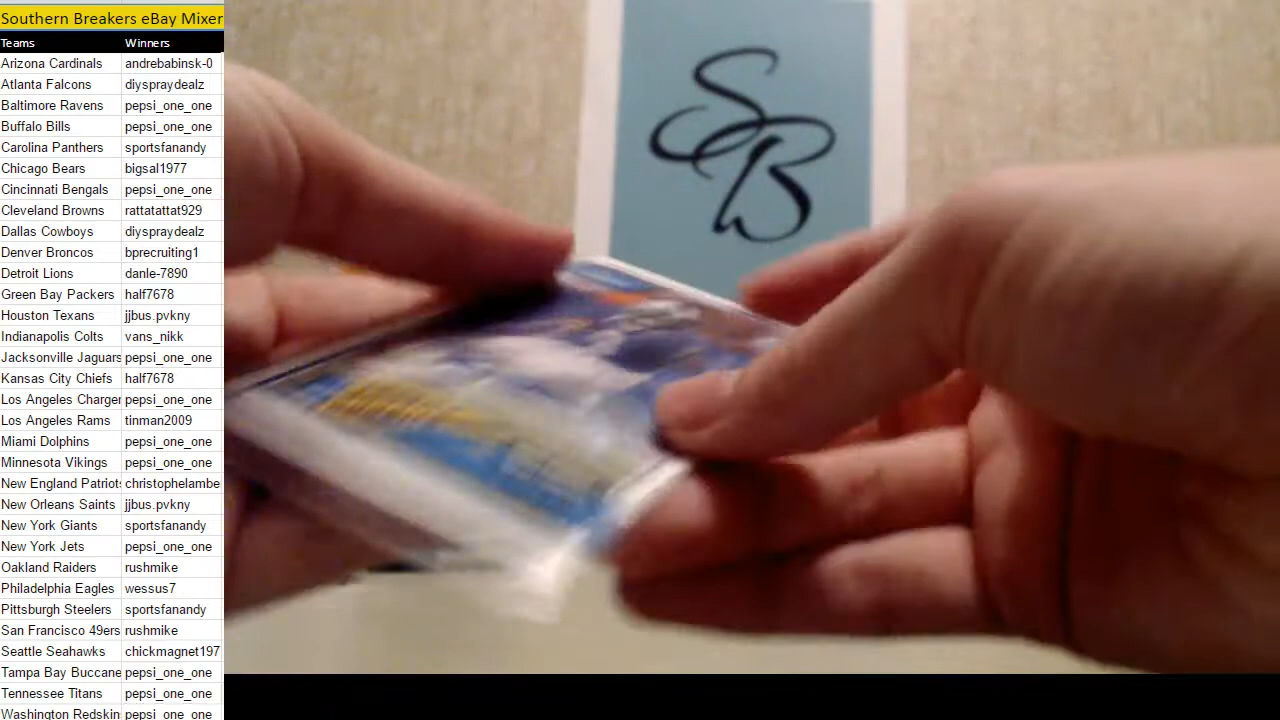 Southern Breakers eBay Mixer
Teams Winners
Arizona Cardinals andrebabinsk-0
Atlanta Falcons diyspraydealz
Baltimore Ravens pepsi_one_one
Buffalo Bills pepsi_one_one
Carolina Panthers sportsfanandy
Chicago Bears bigsal1977
Cincinnati Bengals pepsi_one_one
Cleveland Browns rattatattat929
Dallas Cowboys diyspraydealz
Denver Broncos bprecruiting1
Detroit Lions danle-7890
Green Bay Packers half7678
Houston Texans jjbus.pvkny
Indianapolis Colts vans_nikk
Jacksonville Jaguars pepsi_one_one
Kansas City Chiefs half7678
Los Angeles Charger pepsi_one_one
Los Angeles Rams tinman2009
Miami Dolphins pepsi_one_one
Minnesota Vikings pepsi_one_one
New England Patriots christophelambe
New Orleans Saints jjbus.pvkny
New York Giants sportsfanandy
New York Jets pepsi_one_one
Oakland Raiders rushmike
Philadelphia Eagles wessus7
Pittsburgh Steelers sportsfanandy
San Francisco 49ers rushmike
Seattle Seahawks chickmagnet197
Tampa Bay Buccane pepsi_one_one
Tennessee Titans pepsi_one_one
Washington Redskin pepsi_one_one
SB